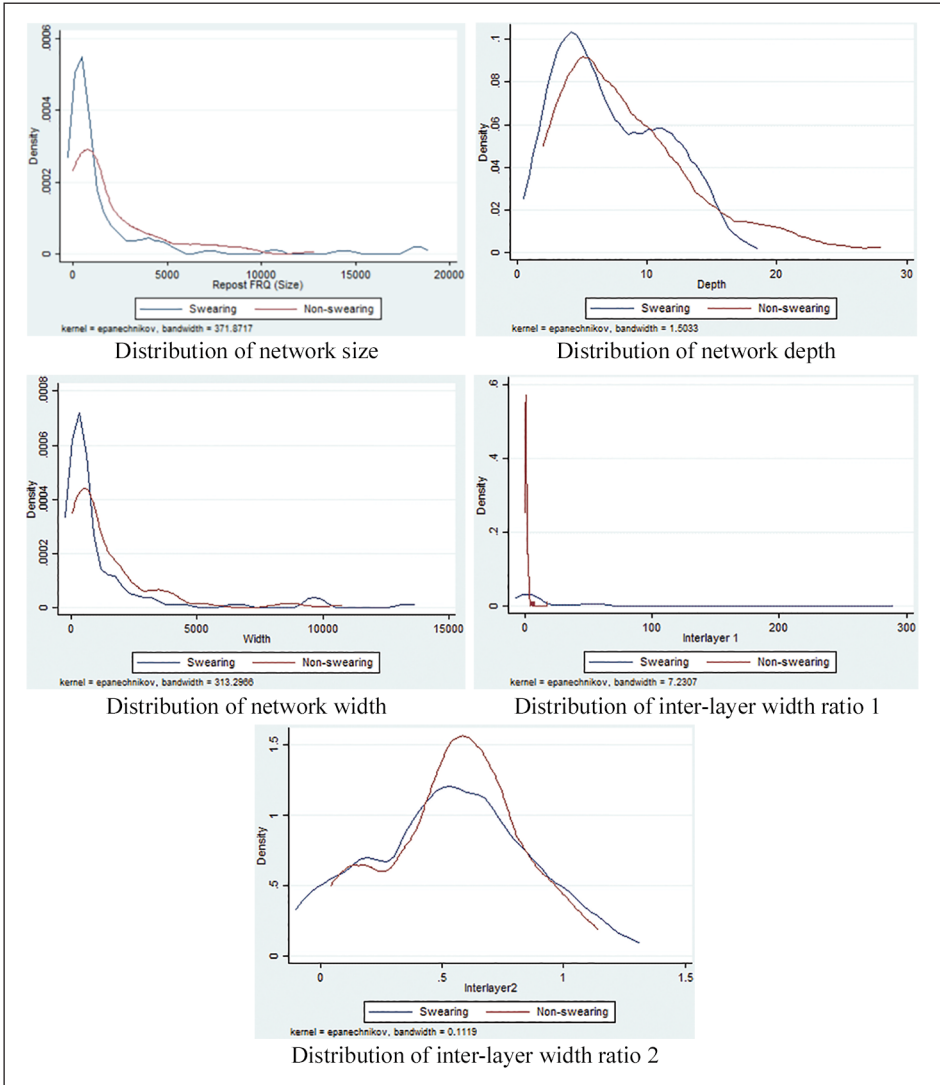 .0006
.0004
.0002
0
Density
0 5000 10000 15000 20000
Repost FRQ (Size)
Swearing Non-swearing
kernel = epanechnikov, bandwidth = 371.8717
Distribution of network size
.1
.08
.06
.04
.02
0
Density
0 10 20 30
Depth
Swearing Non-swearing
kernel = epanechnikov, bandwidth = 1.5033
Distribution of network depth
.0008
.0006
.0004
.0002
0
Density
0 5000 10000 15000
Width
Swearing Non-swearing
kernel = epanechnikov, bandwidth = 313.2966
Distribution of network width
.6
.4
.2
0
Density
0 100 200 300
Interlayer 1
Swearing Non-swearing
kernel = epanechnikov, bandwidth = 7.2307
Distribution of inter-layer width ratio 1
1.5
1
.5
0
Density
0 .5 1 1.5
Interlayer2
Swearing Non-swearing
kernel = epanechnikov, bandwidth = 0.1119
Distribution of inter-layer width ratio 2